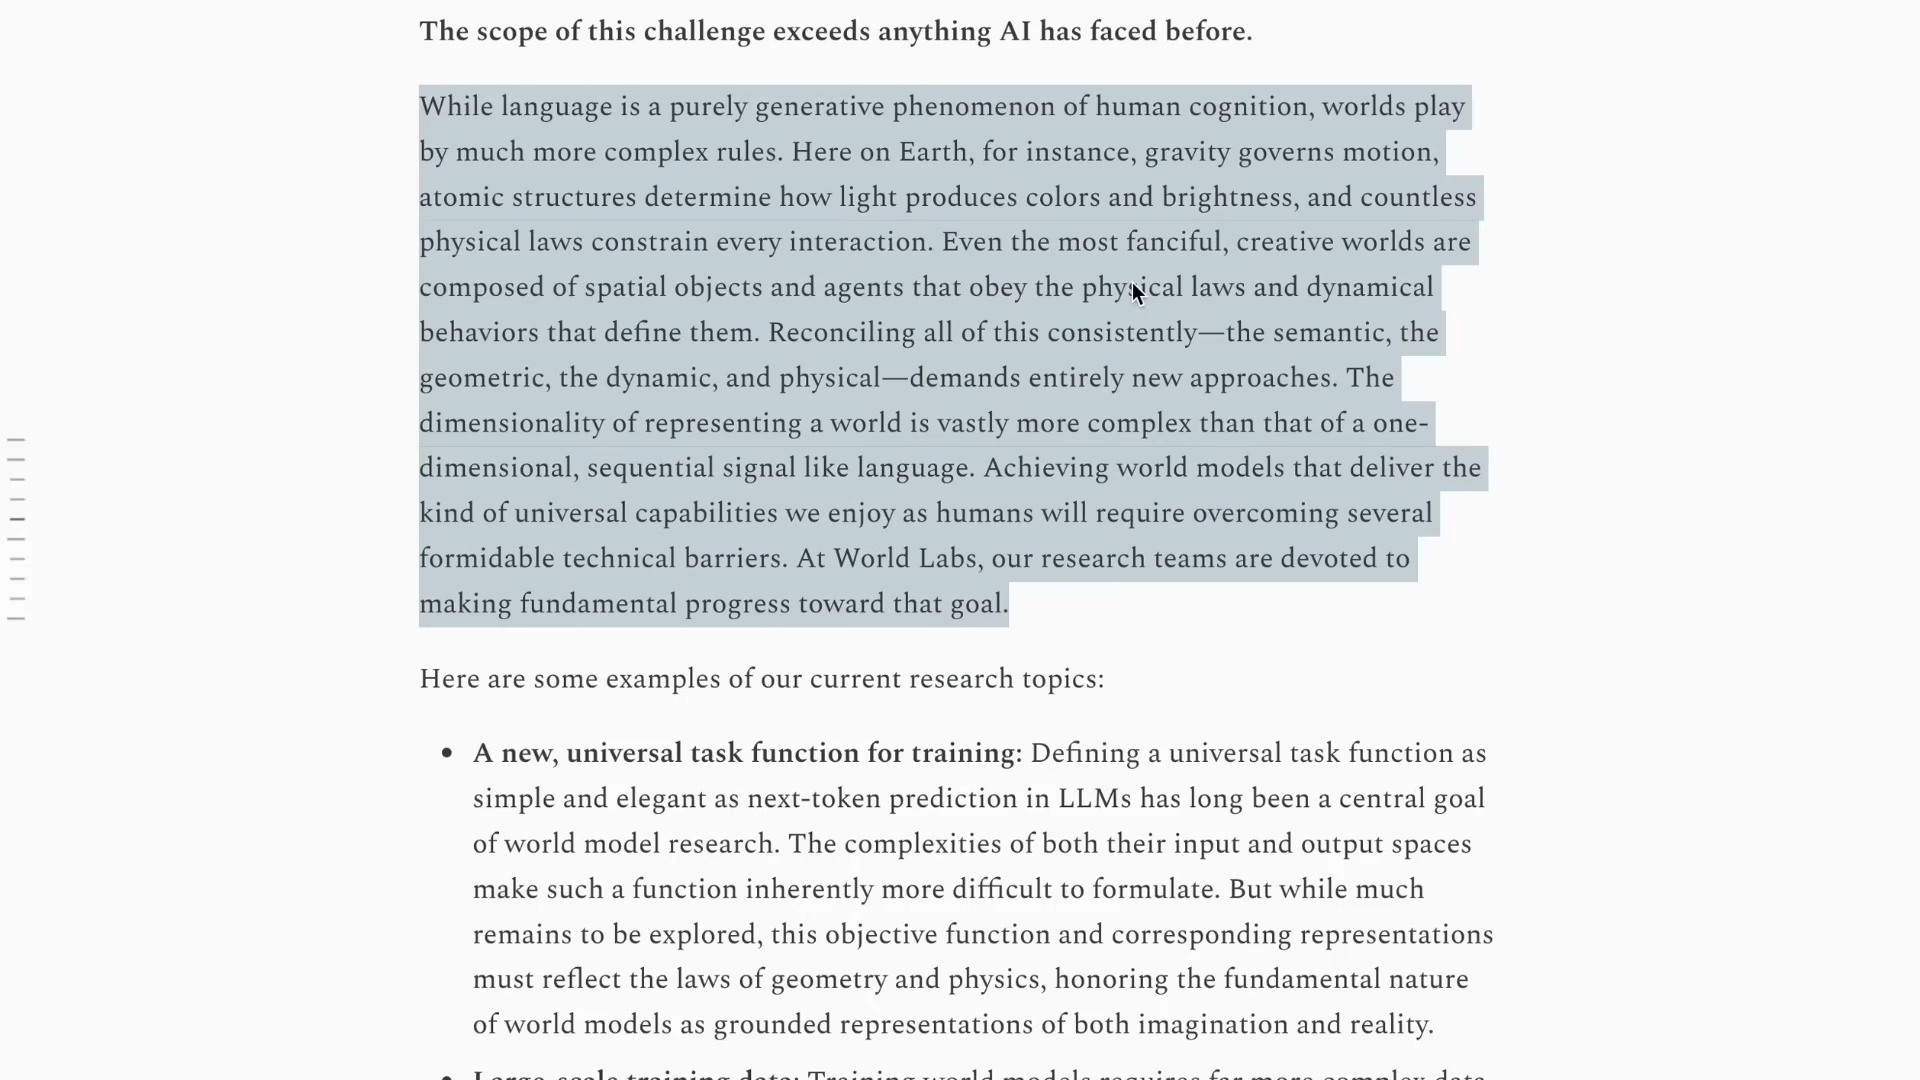 The scope of this challenge exceeds anything AI has faced before.
While language is a purely generative phenomenon of human cognition, worlds play
by much more complex rules. Here on Earth, for instance, gravity governs motion,
atomic structures determine how light produces colors and brightness, and countless
physical laws constrain every interaction. Even the most fanciful, creative worlds are
composed of spatial objects and agents that obey the physical laws and dynamical
behaviors that define them. Reconciling all of this consistently—the semantic, the
geometric, the dynamic, and physical—demands entirely new approaches. The
dimensionality of representing a world is vastly more complex than that of a one-
dimensional, sequential signal like language. Achieving world models that deliver the
kind of universal capabilities we enjoy as humans will require overcoming several
formidable technical barriers. At World Labs, our research teams are devoted to
making fundamental progress toward that goal.
Here are some examples of our current research topics:
• A new, universal task function for training: Defining a universal task function as
simple and elegant as next-token prediction in LLMs has long been a central goal
of world model research. The complexities of both their input and output spaces
make such a function inherently more difficult to formulate. But while much
remains to be explored, this objective function and corresponding representations
must reflect the laws of geometry and physics, honoring the fundamental nature
of world models as grounded representations of both imagination and reality.
• Large-scale training data: Training world models requires far more complex data